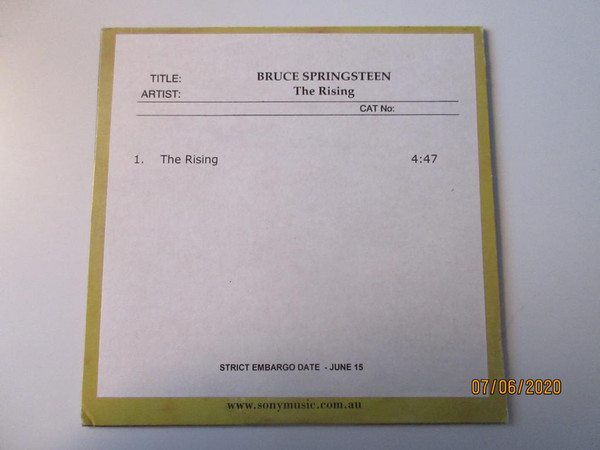 TITLE: BRUCE SPRINGSTEEN
ARTIST: The Rising
CAT No:
1. The Rising 4:47
STRICT EMBARGO DATE - JUNE 15
07/06/2020
www.sonymusic.com.au